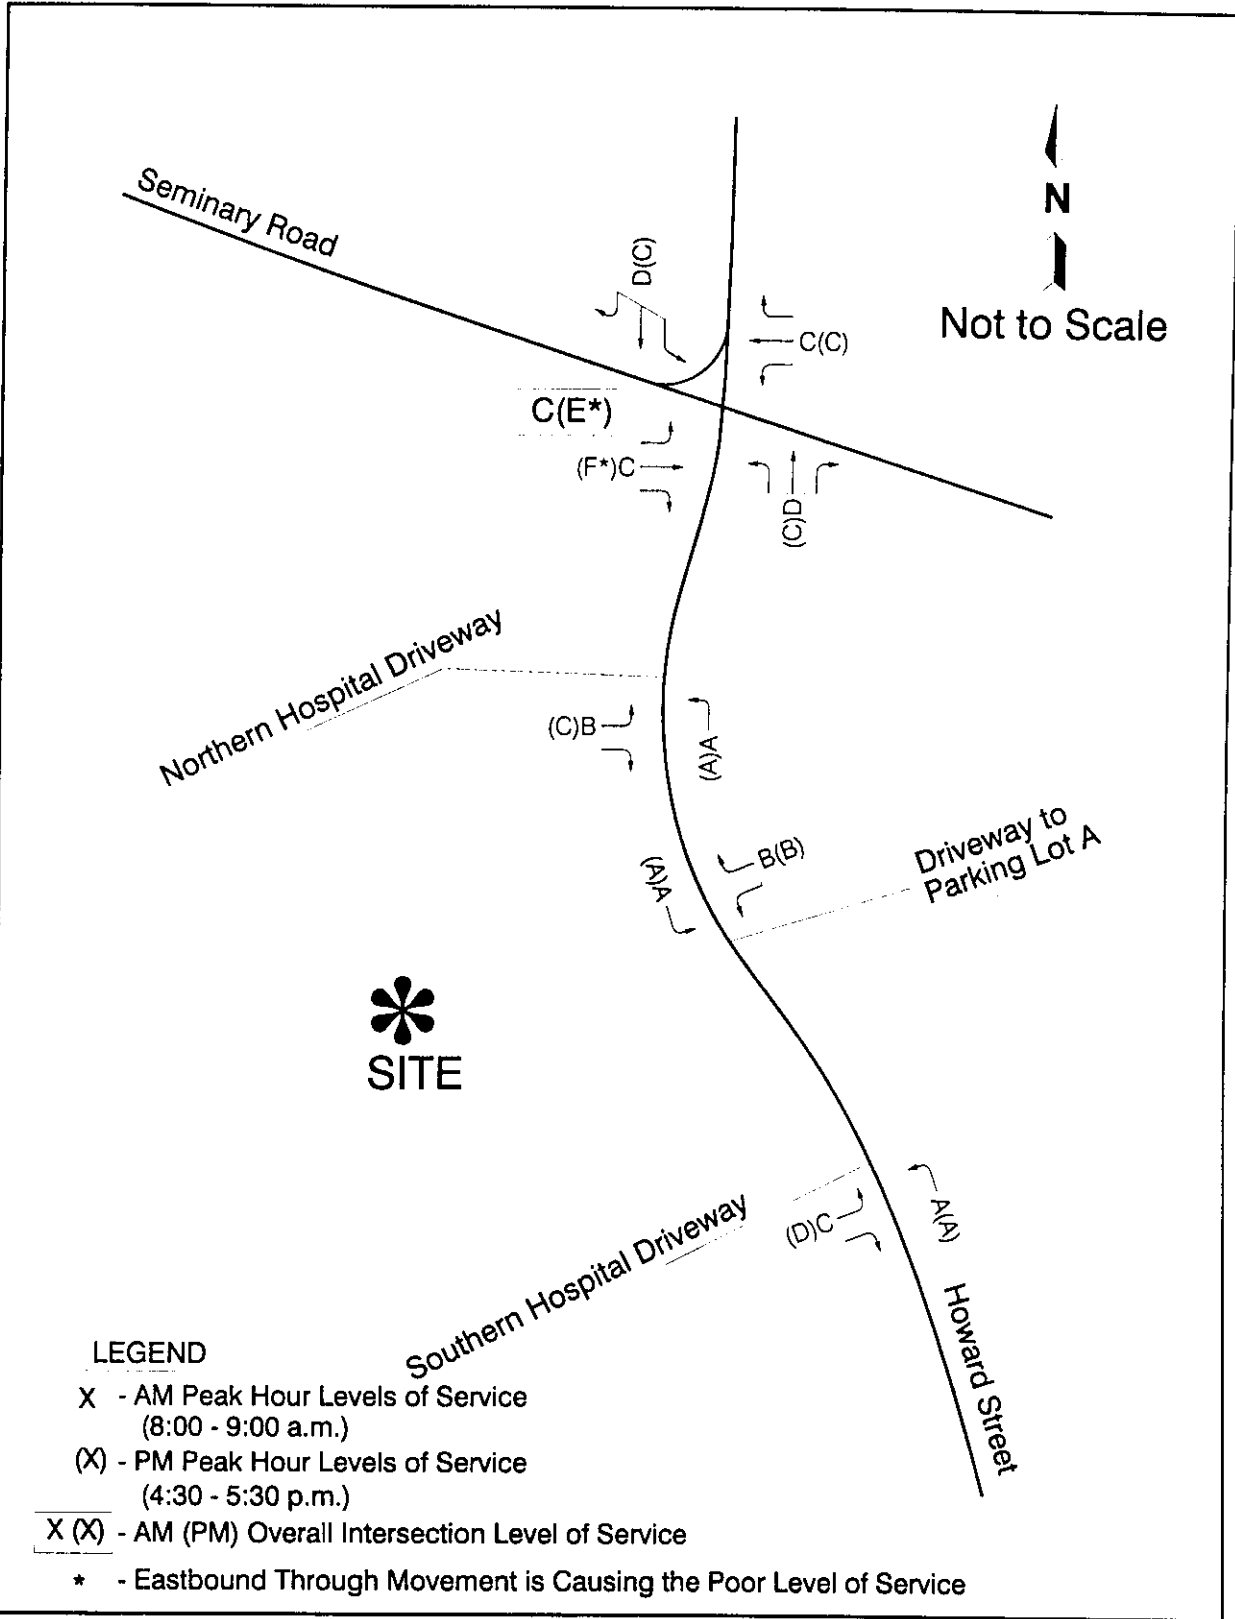 Seminary Road
N
Not to Scale
D(C)
C(C)
C(E*)
(F*)C
(C)D
Northern Hospital Driveway
(C)B
(A)A
B(B)
(A)A
Driveway to
Parking Lot A
SITE
Southern Hospital Driveway
(D)C
A(A)
Howard Street
LEGEND
X - AM Peak Hour Levels of Service
(8:00 - 9:00 a.m.)
(X) - PM Peak Hour Levels of Service
(4:30 - 5:30 p.m.)
X (X) - AM (PM) Overall Intersection Level of Service
* - Eastbound Through Movement is Causing the Poor Level of Service